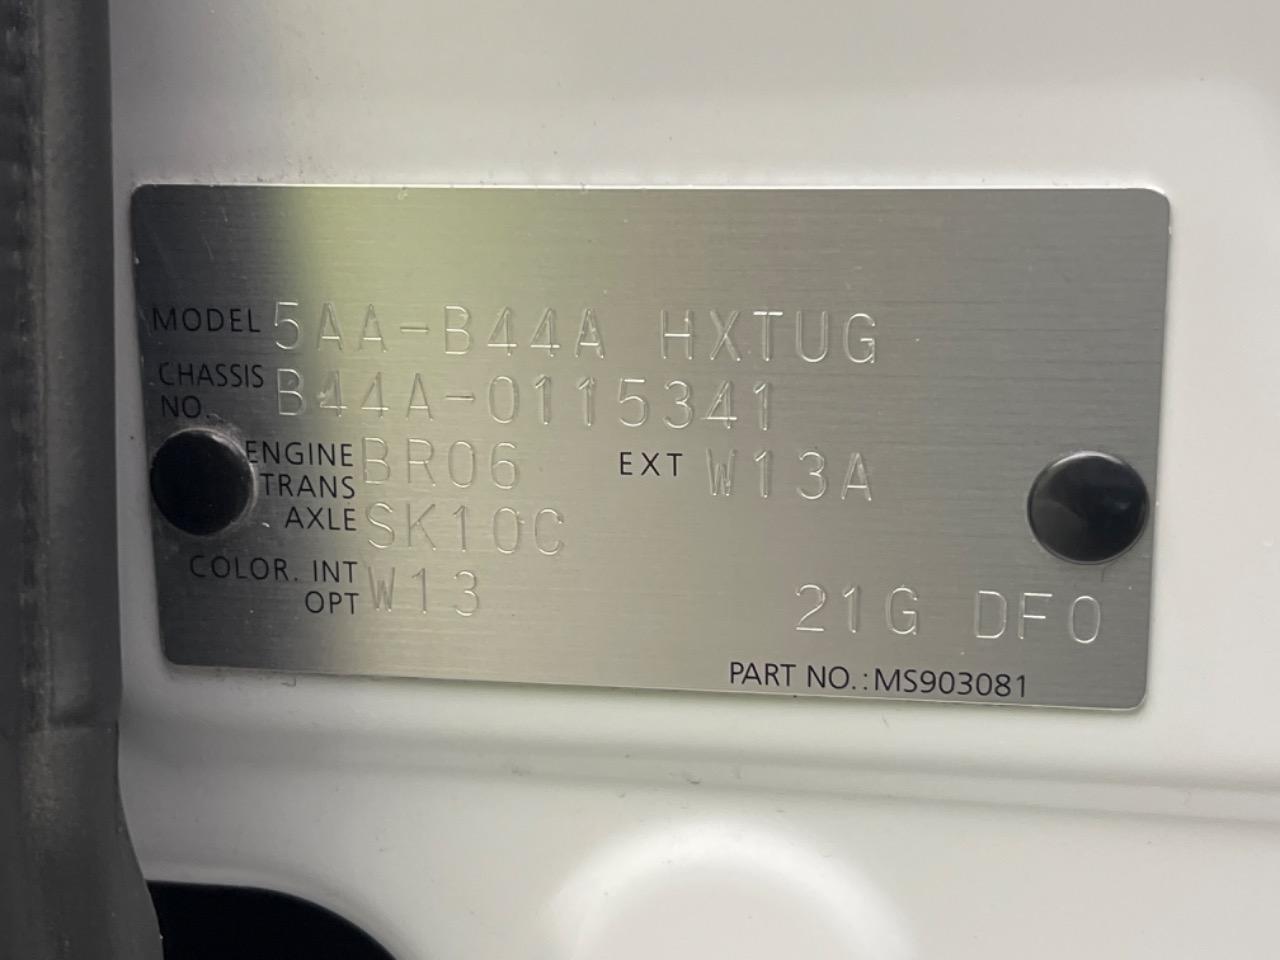 MODEL 5AA-B44A HXTUG
CHASSIS NO. B44A-0115341
ENGINE BR06 EXT W13A
TRANS AXLE SK10C
COLOR. INT OPT W13 21G DF0
PART NO.:MS903081